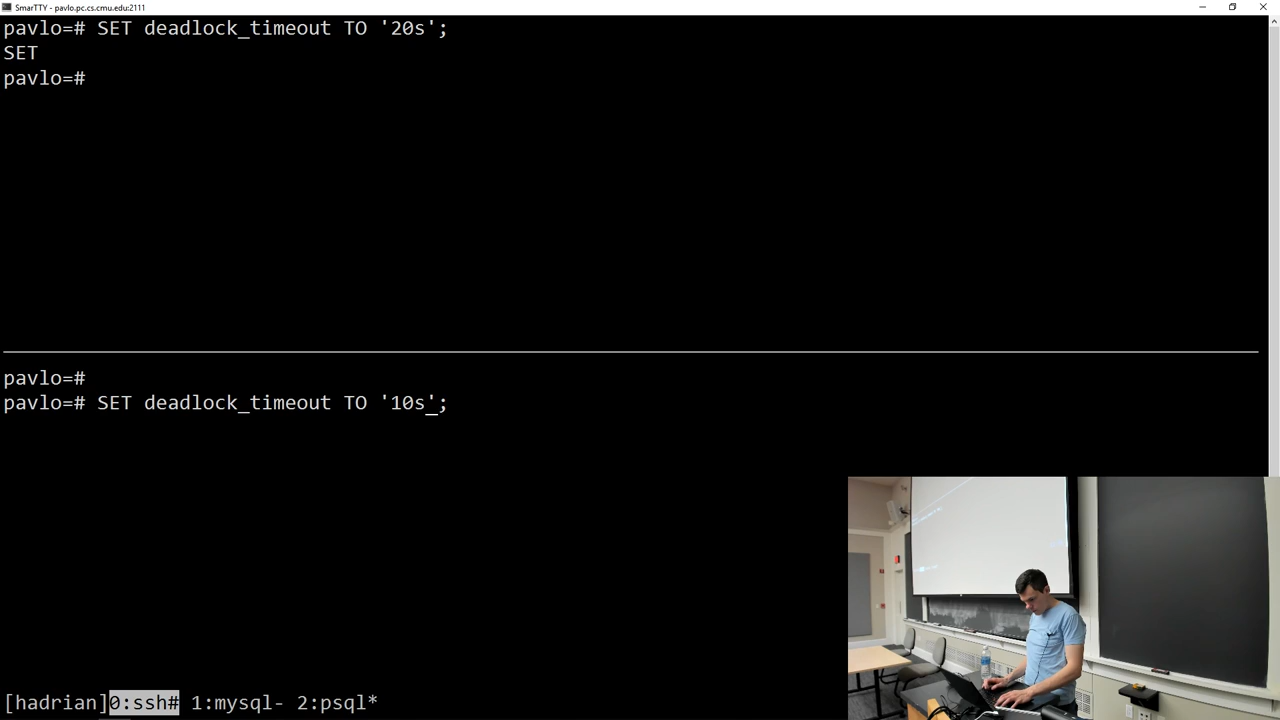 SmarTTY - pavlo.pc.cs.cmu.edu:2111
pavlo=# SET deadlock_timeout TO '20s';
SET
pavlo=#
pavlo=#
pavlo=# SET deadlock_timeout TO '10s';
[hadrian]0:ssh# 1:mysql- 2:psql*